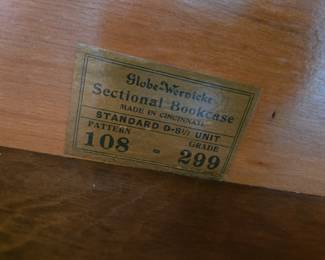 Globe-Wernicke
Sectional Bookcase
MADE IN CINCINNATI
STANDARD D-8½ UNIT
PATTERN GRADE
108 - 299